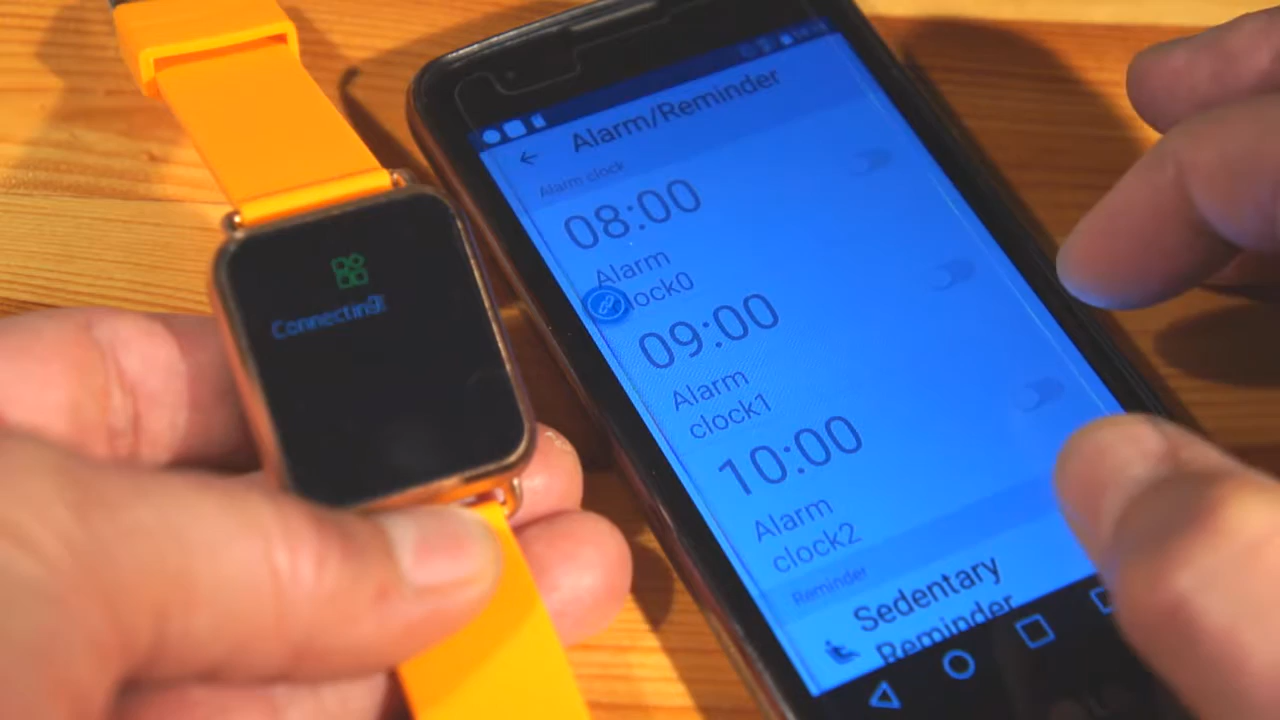 Connecting!
Alarm/Reminder
Alarm clock
08:00
Alarm
lock0
09:00
Alarm
clock1
10:00
Alarm
clock2
Reminder
Sedentary
Reminder